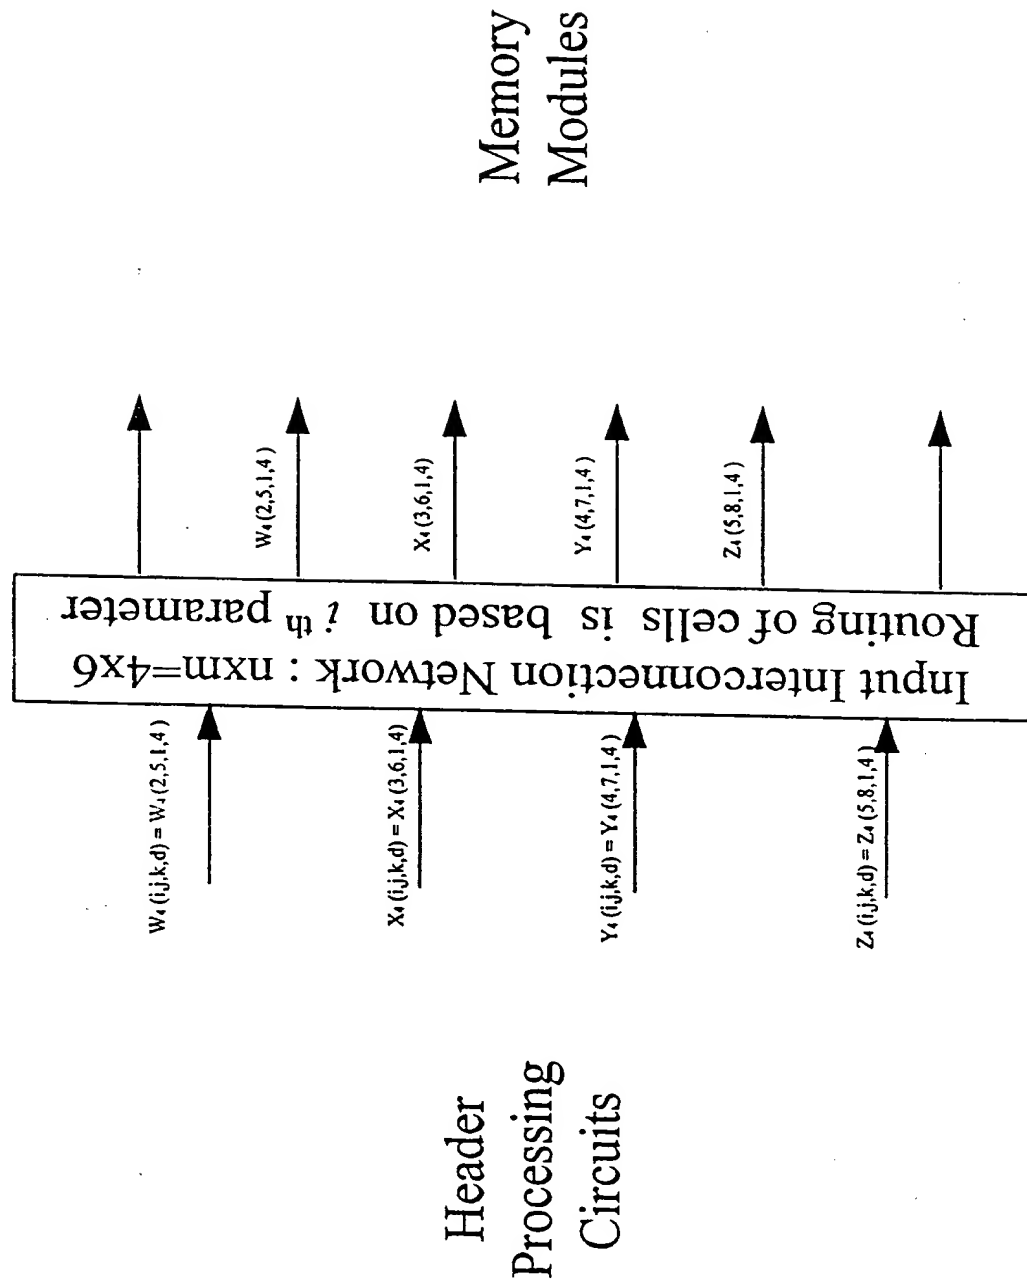 Header
Processing
Circuits
W₄ (i,j,k,d) = W₄ (2,5,1,4)
X₄ (i,j,k,d) = X₄ (3,6,1,4)
Y₄ (i,j,k,d) = Y₄ (4,7,1,4 )
Z₄ (i,j,k,d) = Z₄ (5,8,1,4)
Input Interconnection Network : nxm=4x6
Routing of cells is based on i th parameter
W₄ (2,5,1,4 )
X₄ (3,6,1,4)
Y₄ (4,7,1,4 )
Z₄ (5,8,1,4)
Memory
Modules